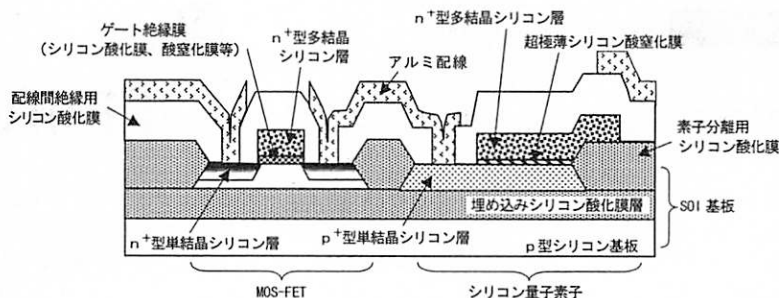 ゲート絶縁膜
(シリコン酸化膜、酸窒化膜等)
n⁺型多結晶
シリコン層
n⁺型多結晶シリコン層
超極薄シリコン酸窒化膜
アルミ配線
配線間絶縁用
シリコン酸化膜
素子分離用
シリコン酸化膜
埋め込みシリコン酸化膜層
SOI基板
n⁺型単結晶シリコン層
p⁺型単結晶シリコン層
p型シリコン基板
MOS-FET
シリコン量子素子